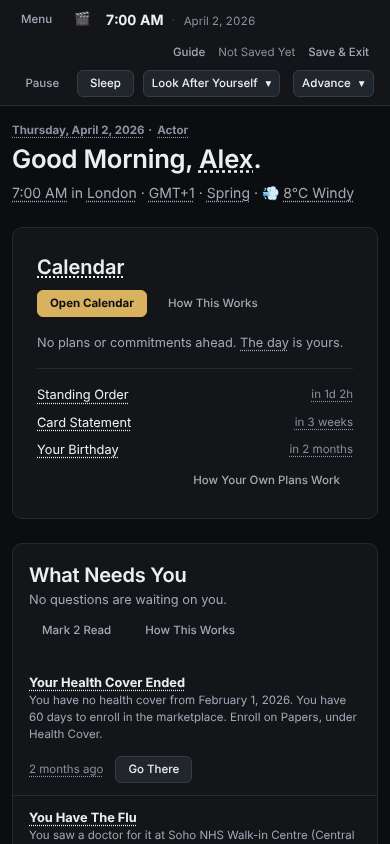 Menu 🎬 7:00 AM · April 2, 2026
Guide Not Saved Yet Save & Exit
Pause Sleep Look After Yourself ▾ Advance ▾
Thursday, April 2, 2026 · Actor
Good Morning, Alex.
7:00 AM in London · GMT+1 · Spring · 💨 8°C Windy
Calendar
Open Calendar How This Works
No plans or commitments ahead. The day is yours.
Standing Order in 1d 2h
Card Statement in 3 weeks
Your Birthday in 2 months
How Your Own Plans Work
What Needs You
No questions are waiting on you.
Mark 2 Read How This Works
Your Health Cover Ended
You have no health cover from February 1, 2026. You have
60 days to enroll in the marketplace. Enroll on Papers, under
Health Cover.
2 months ago Go There
You Have The Flu
You saw a doctor for it at Soho NHS Walk-in Centre (Central